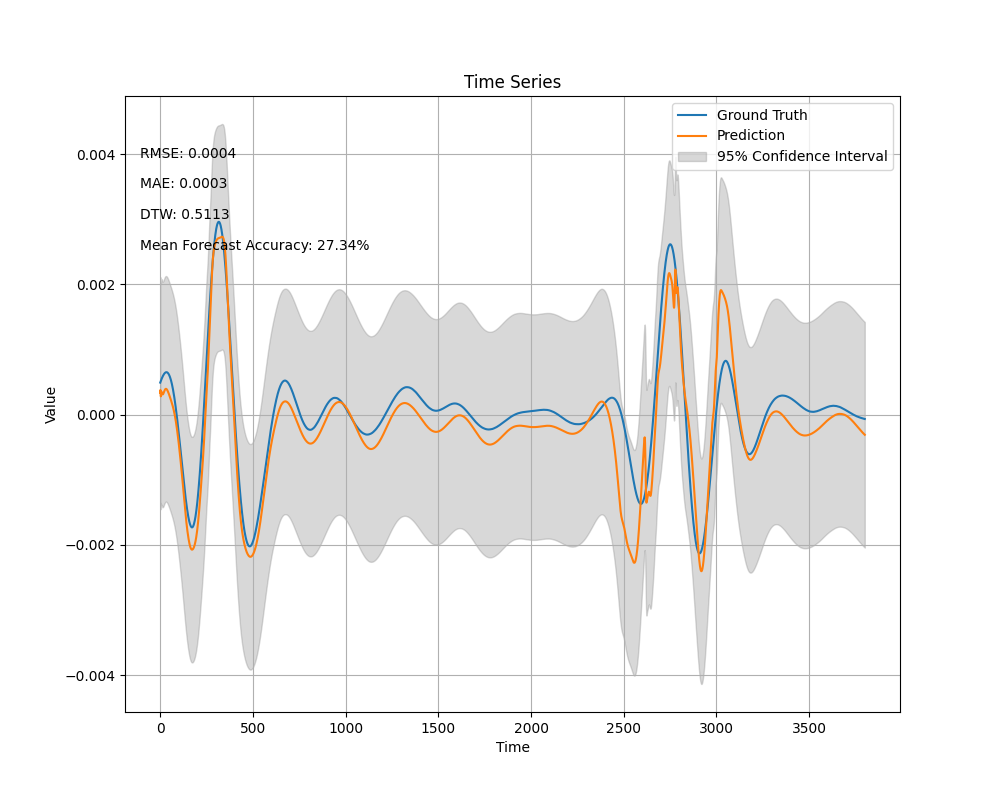 Time Series
Ground Truth
Prediction
95% Confidence Interval
RMSE: 0.0004
MAE: 0.0003
DTW: 0.5113
Mean Forecast Accuracy: 27.34%
Value
0.004
0.002
0.000
−0.002
−0.004
0 500 1000 1500 2000 2500 3000 3500
Time